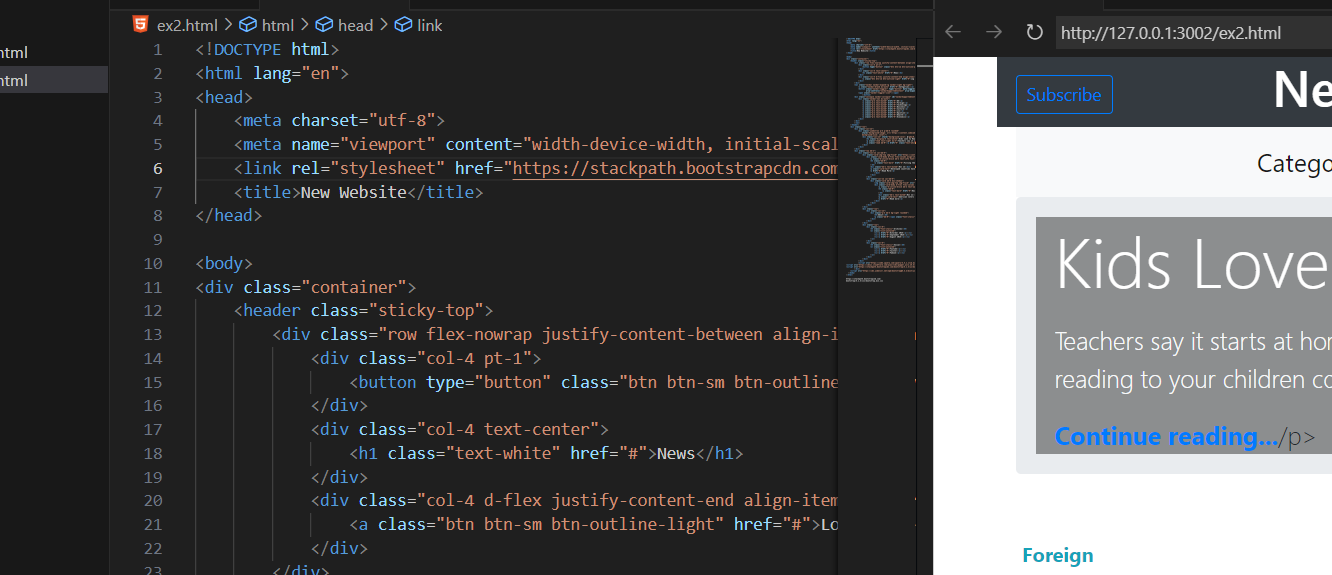 html
html
ex2.html > html > head > link
1 <!DOCTYPE html>
2 <html lang="en">
3 <head>
4 <meta charset="utf-8">
5 <meta name="viewport" content="width-device-width, initial-scal
6 <link rel="stylesheet" href="https://stackpath.bootstrapcdn.com
7 <title>New Website</title>
8 </head>
9
10 <body>
11 <div class="container">
12 <header class="sticky-top">
13 <div class="row flex-nowrap justify-content-between align-i
14 <div class="col-4 pt-1">
15 <button type="button" class="btn btn-sm btn-outline
16 </div>
17 <div class="col-4 text-center">
18 <h1 class="text-white" href="#">News</h1>
19 </div>
20 <div class="col-4 d-flex justify-content-end align-item
21 <a class="btn btn-sm btn-outline-light" href="#">Lo
22 </div>
23 </div>
http://127.0.0.1:3002/ex2.html
Subscribe
Ne
Catego
Kids Love
Teachers say it starts at hom
reading to your children co
Continue reading.../p>
Foreign